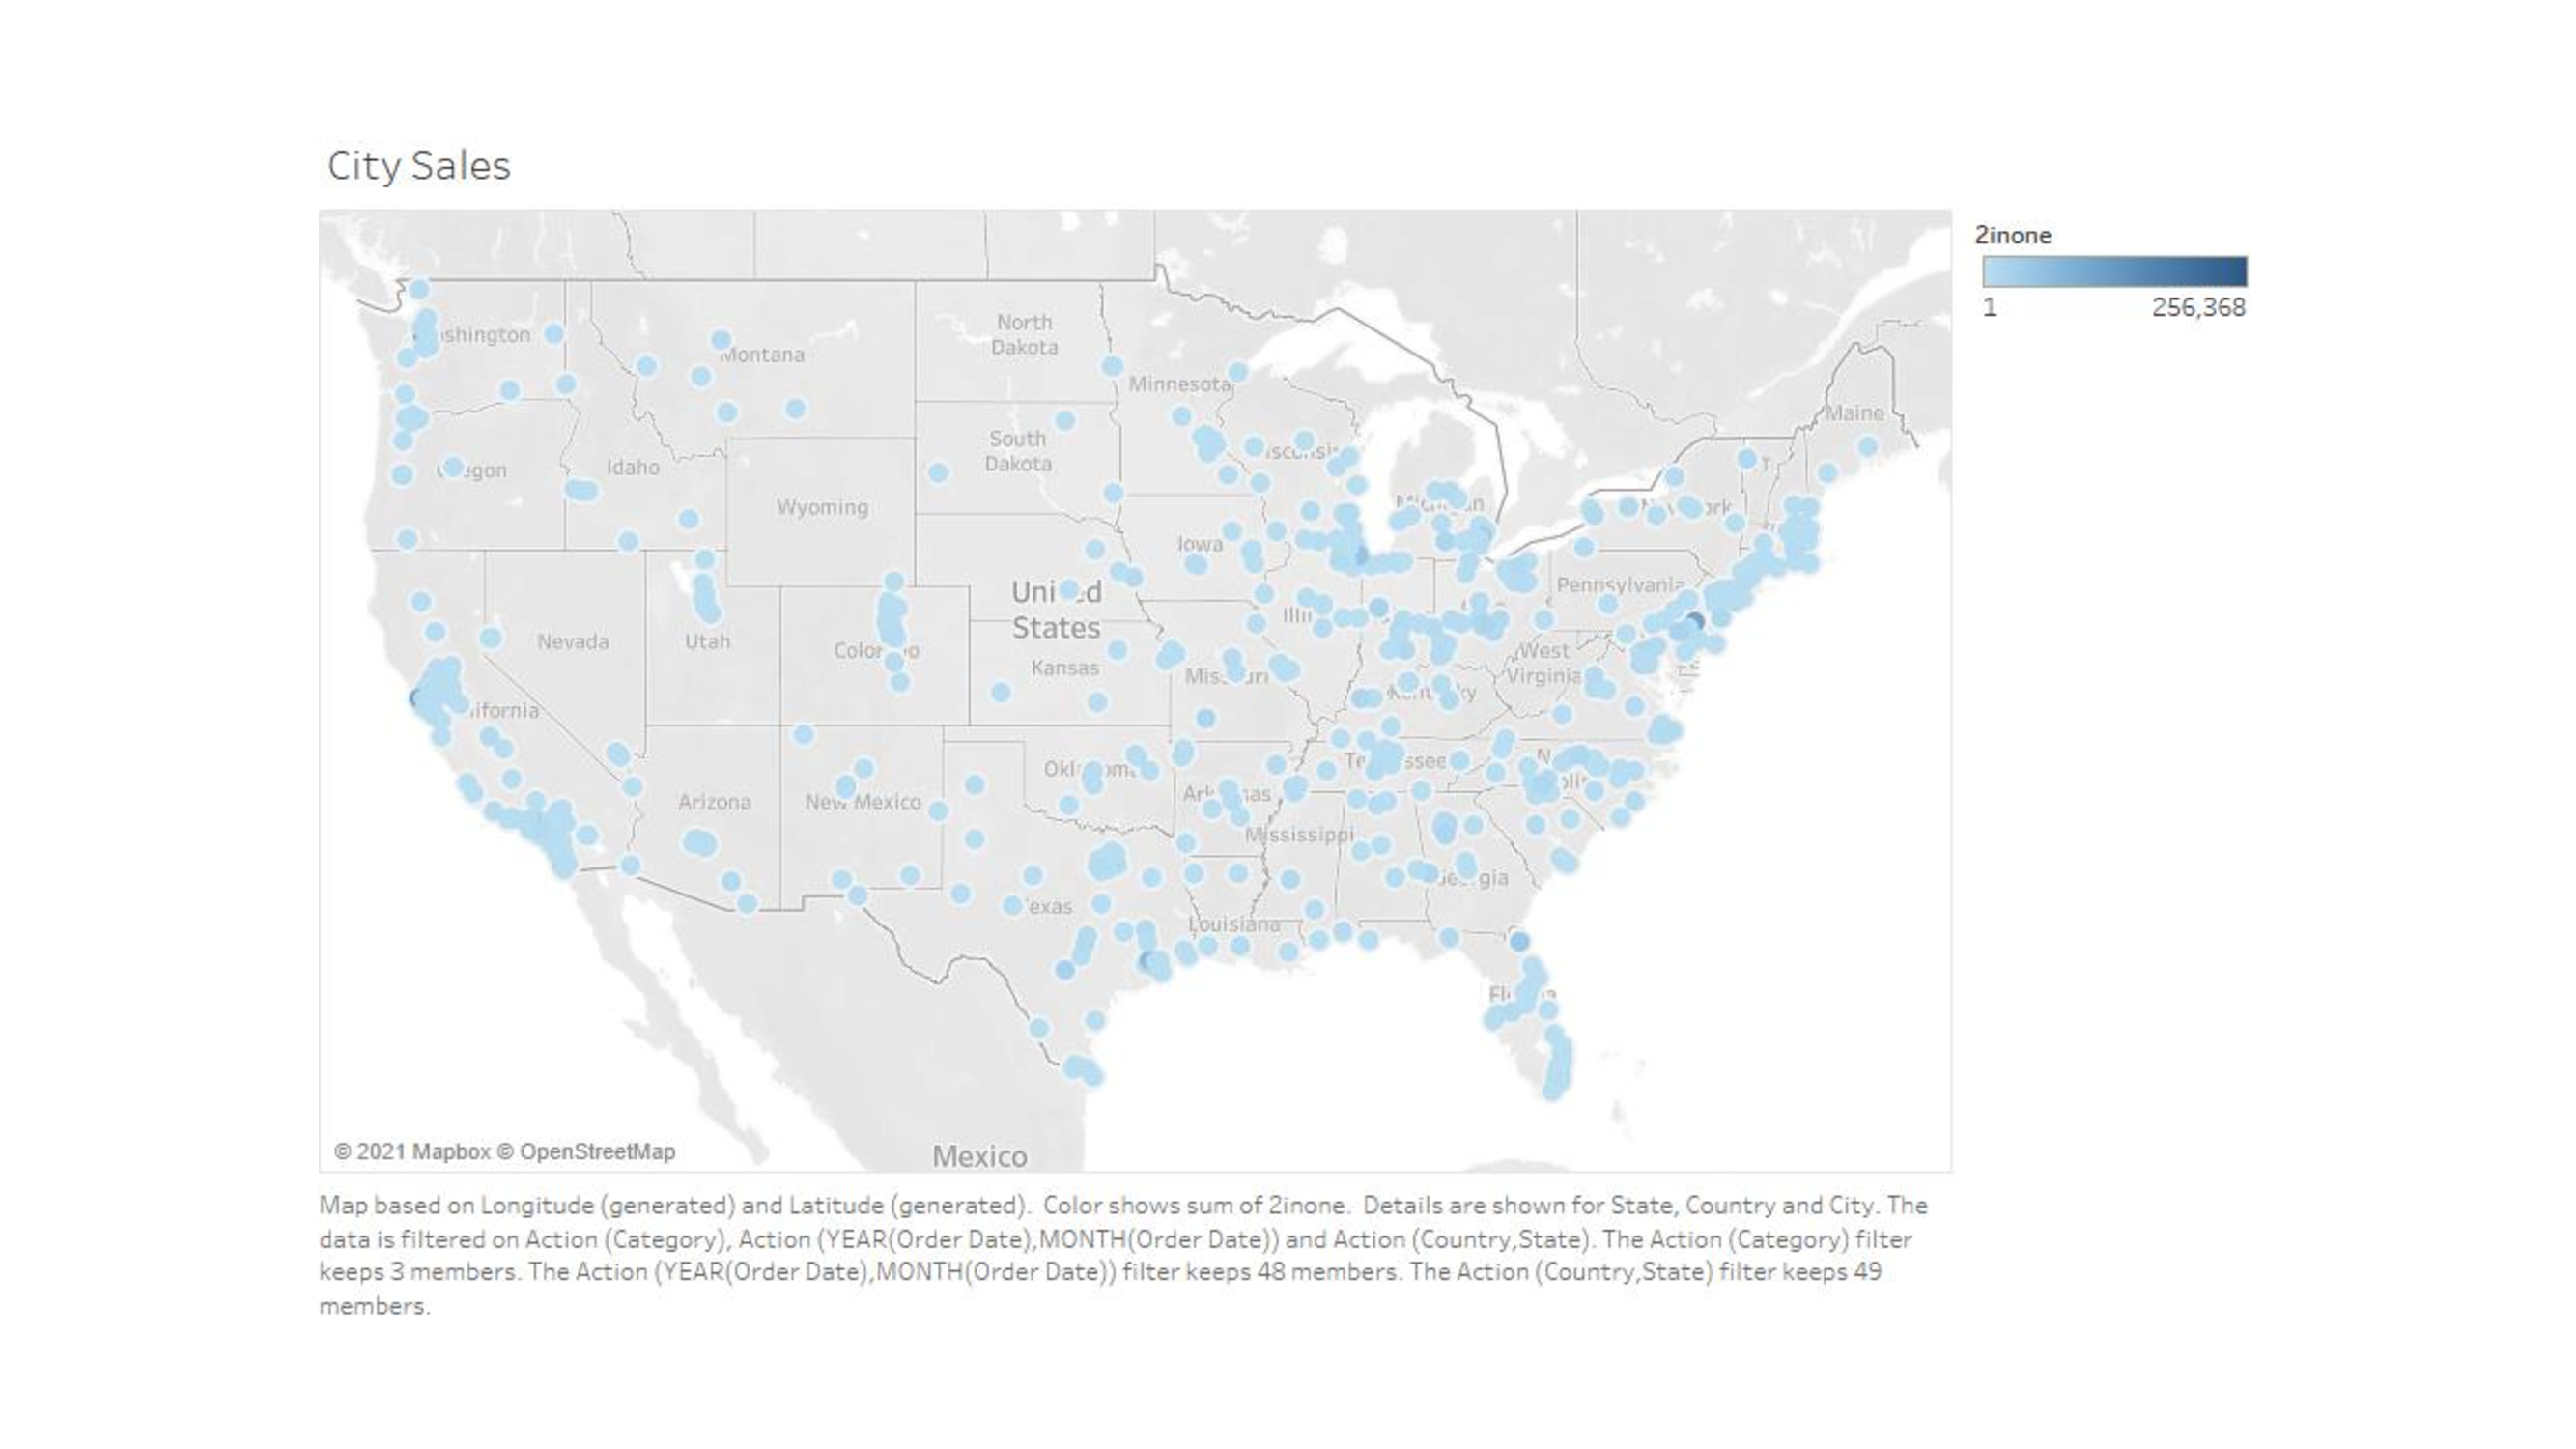 City Sales
2inone
1 256,368
North
Dakota
Montana
Minnesota
Maine
South
Dakota
Idaho
Wyoming
Iowa
Pennsylvania
United
States
Nevada
Utah
Kansas
West
Virginia
Arizona
New Mexico
Mississippi
Louisiana
Mexico
© 2021 Mapbox © OpenStreetMap
Map based on Longitude (generated) and Latitude (generated). Color shows sum of 2inone. Details are shown for State, Country and City. The
data is filtered on Action (Category), Action (YEAR(Order Date),MONTH(Order Date)) and Action (Country,State). The Action (Category) filter
keeps 3 members. The Action (YEAR(Order Date),MONTH(Order Date)) filter keeps 48 members. The Action (Country,State) filter keeps 49
members.